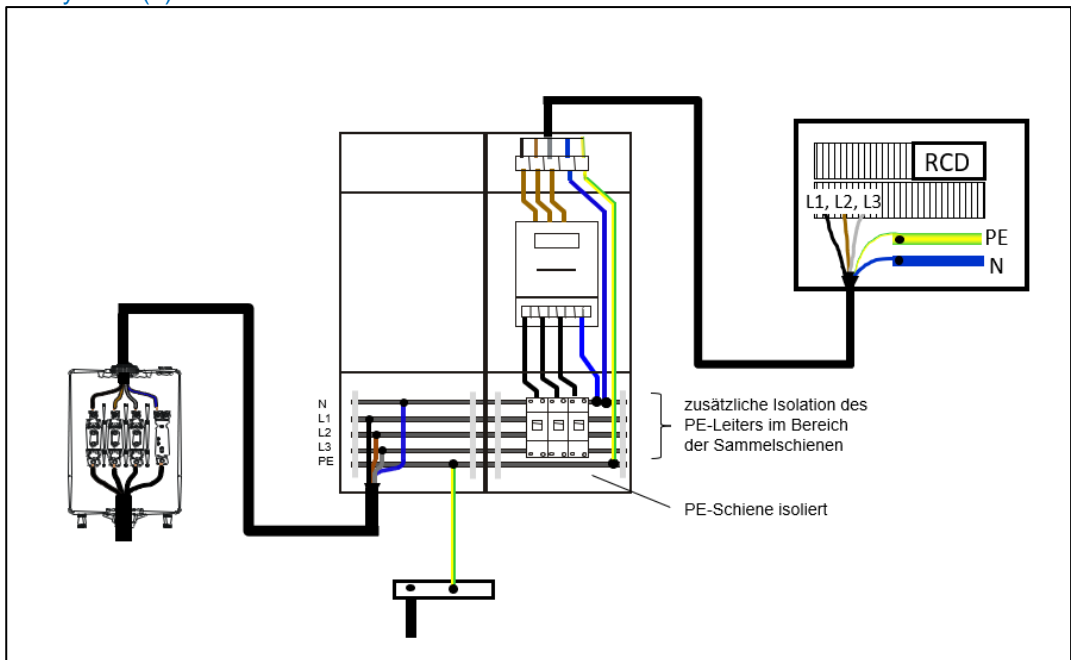 RCD
L1, L2, L3
PE
N
N
L1
L2
L3
PE
zusätzliche Isolation des
PE-Leiters im Bereich
der Sammelschienen
PE-Schiene isoliert